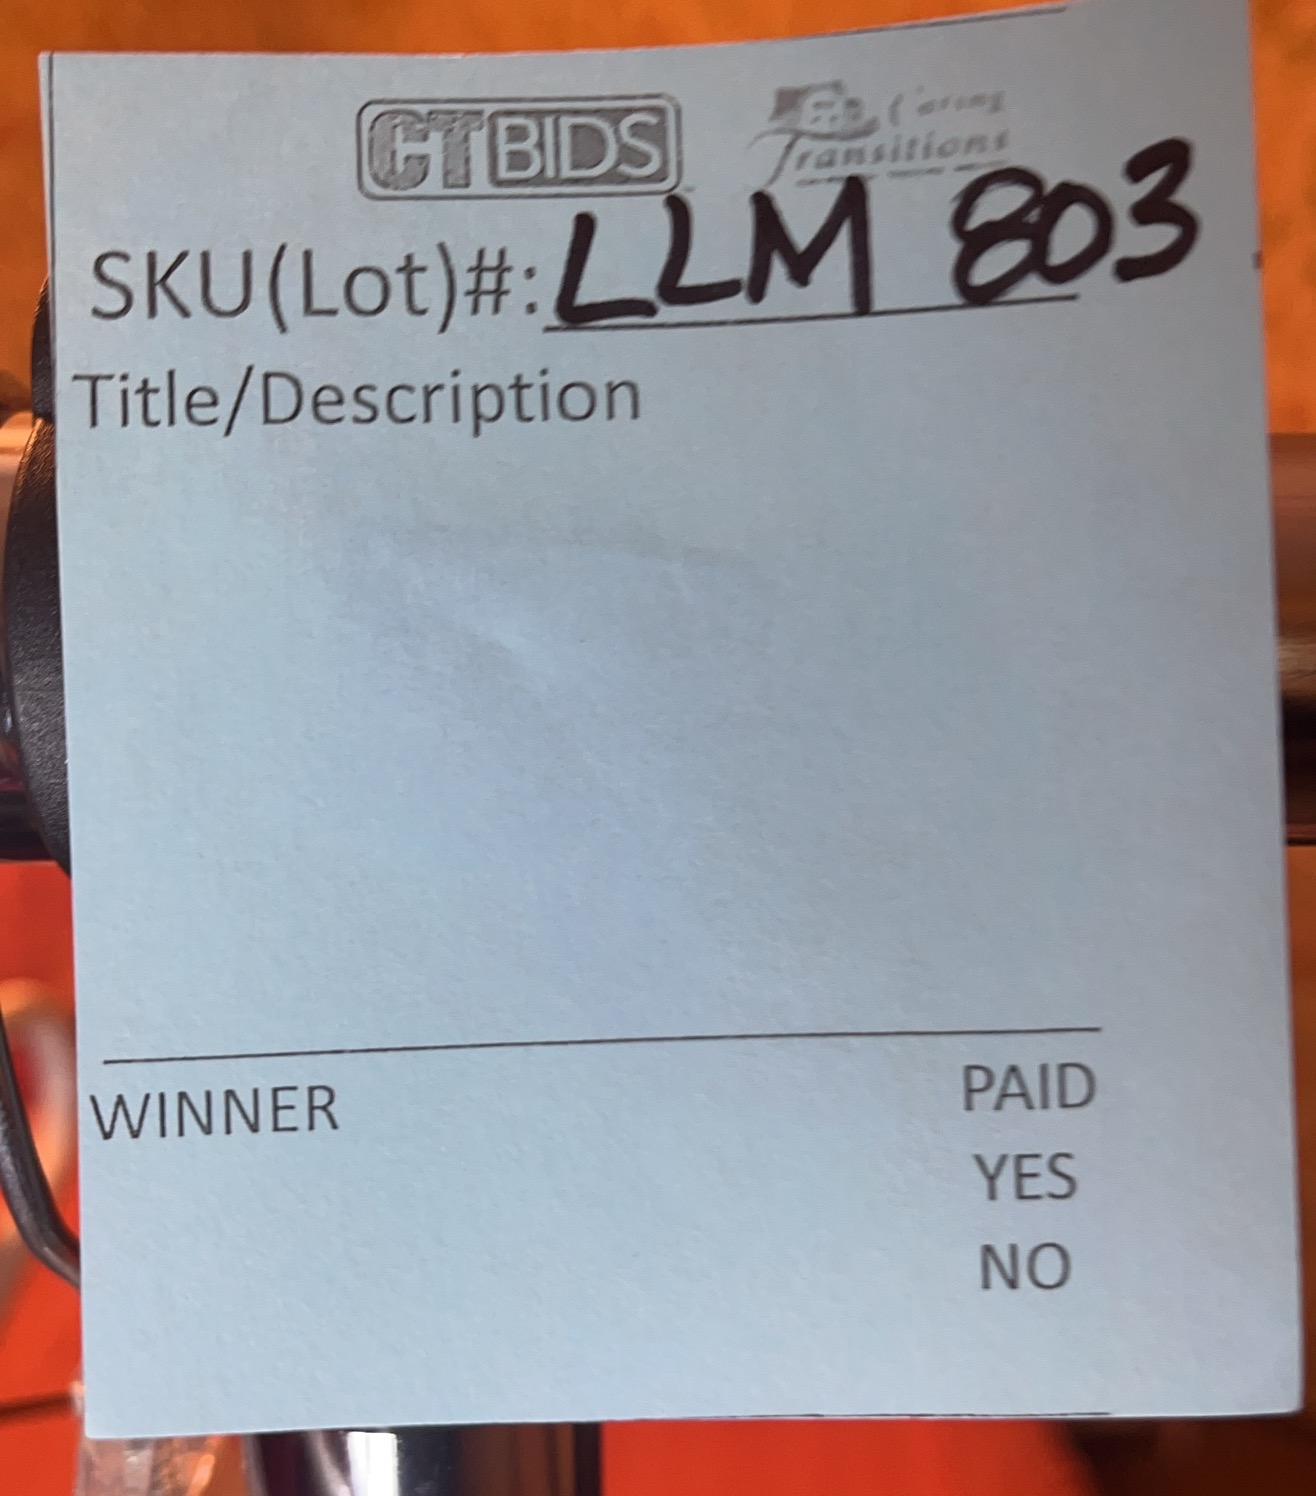 CTBIDS Caring
Transitions
SKU(Lot)#: LLM 803
Title/Description
WINNER PAID
YES
NO